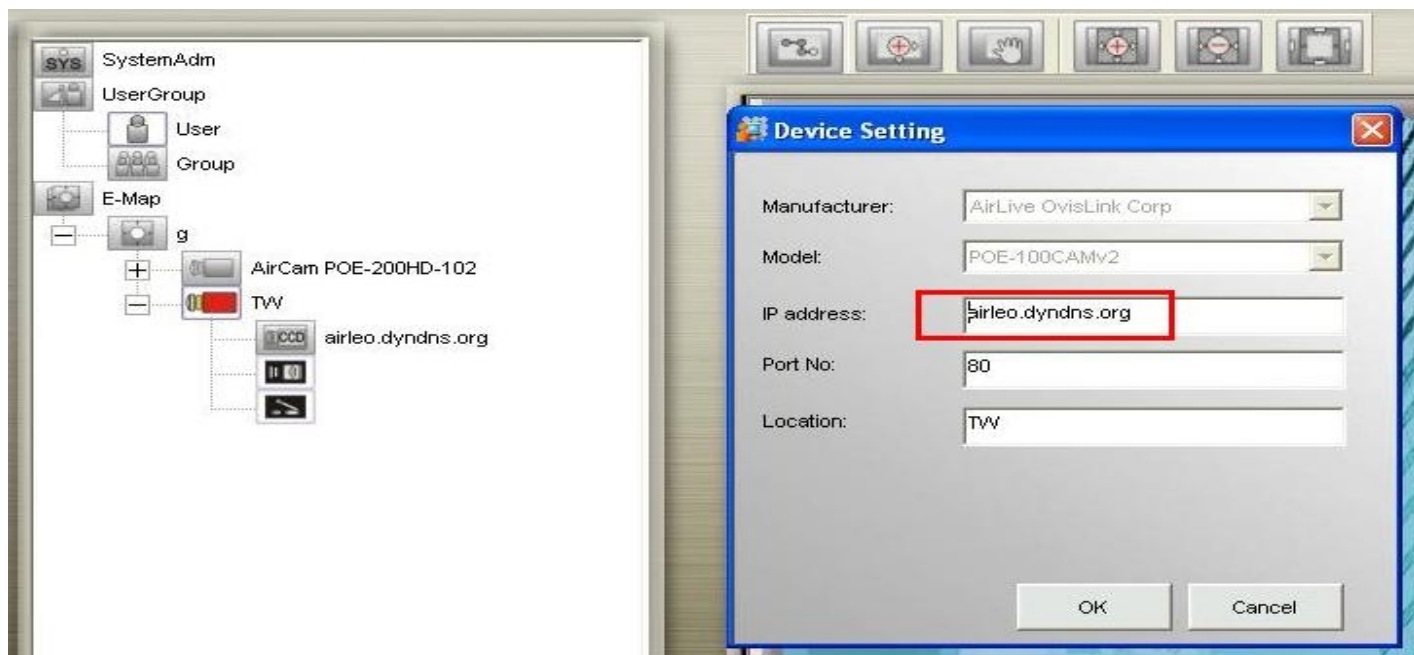 SYS SystemAdm
UserGroup
User
Group
E-Map
g
AirCam POE-200HD-102
TW
CCD airleo.dyndns.org
Device Setting
Manufacturer: AirLive OvisLink Corp
Model: POE-100CAMv2
IP address: airleo.dyndns.org
Port No: 80
Location: TW
OK Cancel